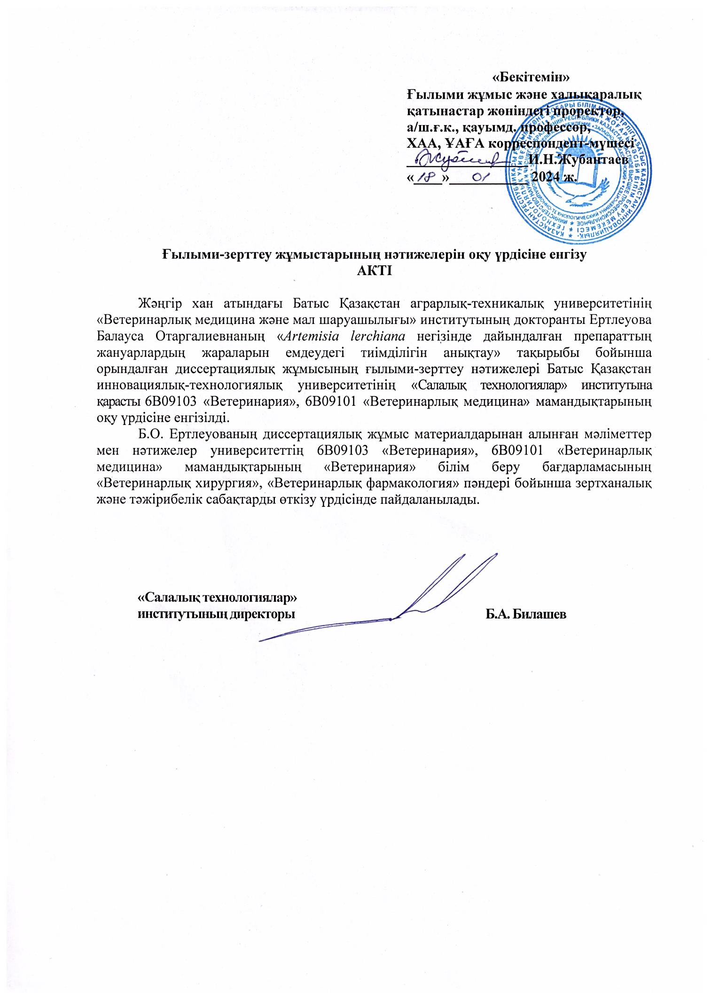 «Бекітемін»
Ғылыми жұмыс және халықаралық
қатынастар жөніндегі проректор,
а/ш.ғ.к., қауымд. профессор,
ХАА, ҰАҒА корреспондент-мүшесі
И.Н.Жубантаев
«18» 01 2024 ж.
Ғылыми-зерттеу жұмыстарының нәтижелерін оқу үрдісіне енгізу
АКТІ
Жәңгір хан атындағы Батыс Қазақстан аграрлық-техникалық университетінің
«Ветеринарлық медицина және мал шаруашылығы» институтының докторанты Ертлеуова
Балауса Отаргалиевнаның «Artemisia lerchiana негізінде дайындалған препараттың
жануарлардың жараларын емдеудегі тиімділігін анықтау» тақырыбы бойынша
орындалған диссертациялық жұмысының ғылыми-зерттеу нәтижелері Батыс Қазақстан
инновациялық-технологиялық университетінің «Салалық технологиялар» институтына
қарасты 6В09103 «Ветеринария», 6В09101 «Ветеринарлық медицина» мамандықтарының
оқу үрдісіне енгізілді.
Б.О. Ертлеуованың диссертациялық жұмыс материалдарынан алынған мәліметтер
мен нәтижелер университеттің 6В09103 «Ветеринария», 6В09101 «Ветеринарлық
медицина» мамандықтарының «Ветеринария» білім беру бағдарламасының
«Ветеринарлық хирургия», «Ветеринарлық фармакология» пәндері бойынша зертханалық
және тәжірибелік сабақтарды өткізу үрдісінде пайдаланылады.
«Салалық технологиялар»
институтының директоры Б.А. Билашев